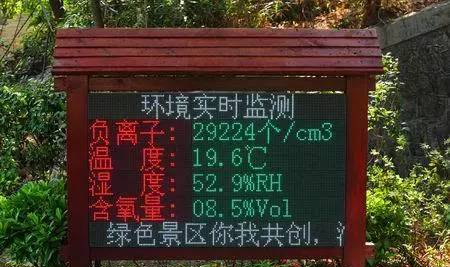 环境实时监测
负离子：29224个/cm3
温 度：19.6℃
湿 度：52.9%RH
含氧量：08.5%Vol
绿色景区你我共创，